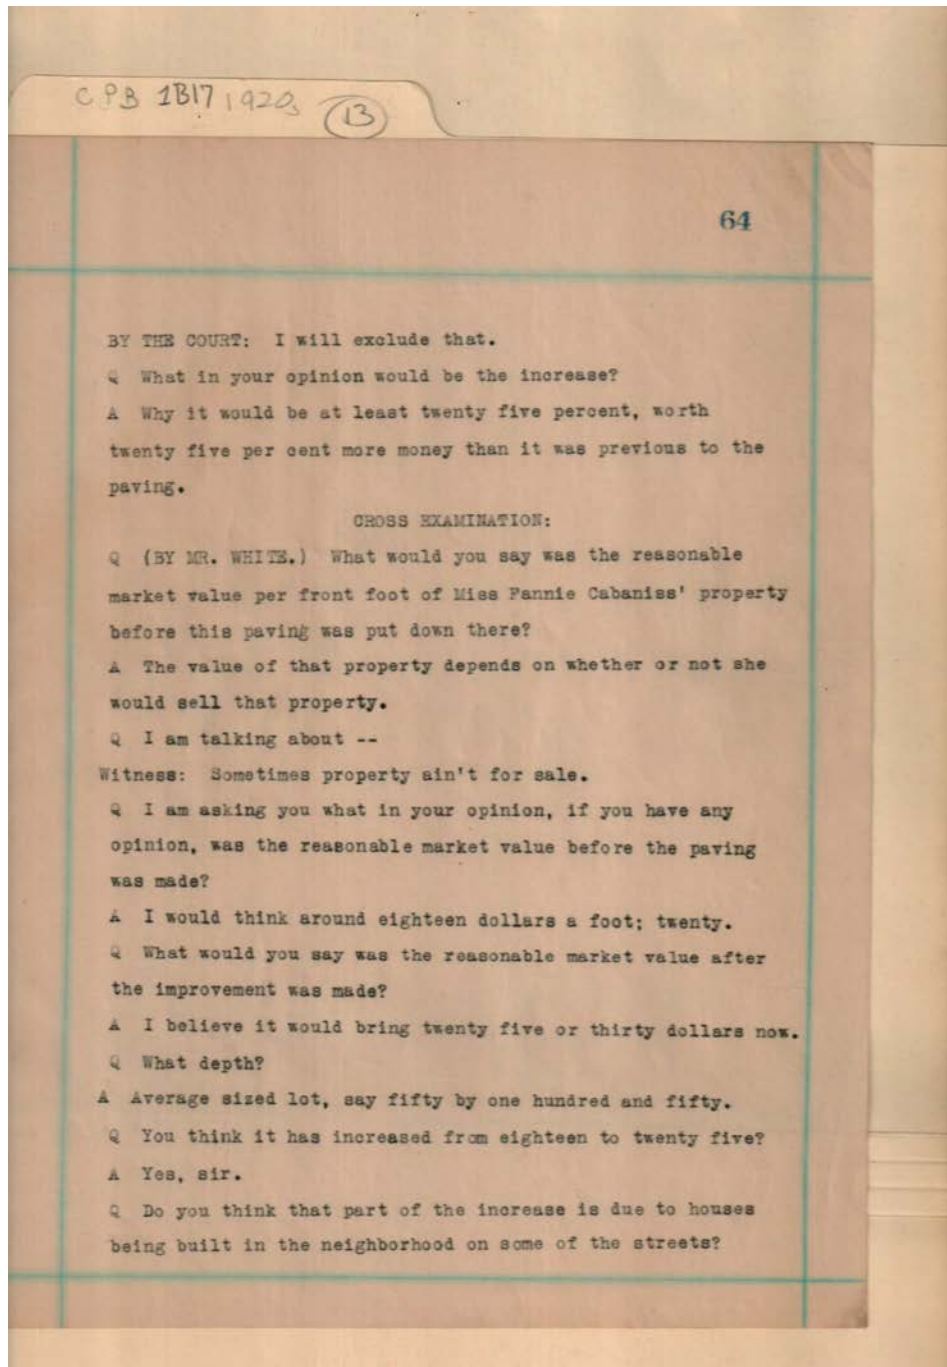 CPB 1B17 1920s
13
64
BY THE COURT: I will exclude that.
Q What in your opinion would be the increase?
A Why it would be at least twenty five percent, worth
twenty five per cent more money than it was previous to the
paving.
CROSS EXAMINATION:
Q (BY MR. WHITE.) What would you say was the reasonable
market value per front foot of Miss Fannie Cabaniss' property
before this paving was put down there?
A The value of that property depends on whether or not she
would sell that property.
Q I am talking about --
Witness: Sometimes property ain't for sale.
Q I am asking you what in your opinion, if you have any
opinion, was the reasonable market value before the paving
was made?
A I would think around eighteen dollars a foot; twenty.
Q What would you say was the reasonable market value after
the improvement was made?
A I believe it would bring twenty five or thirty dollars now.
Q What depth?
A Average sized lot, say fifty by one hundred and fifty.
Q You think it has increased from eighteen to twenty five?
A Yes, sir.
Q Do you think that part of the increase is due to houses
being built in the neighborhood on some of the streets?